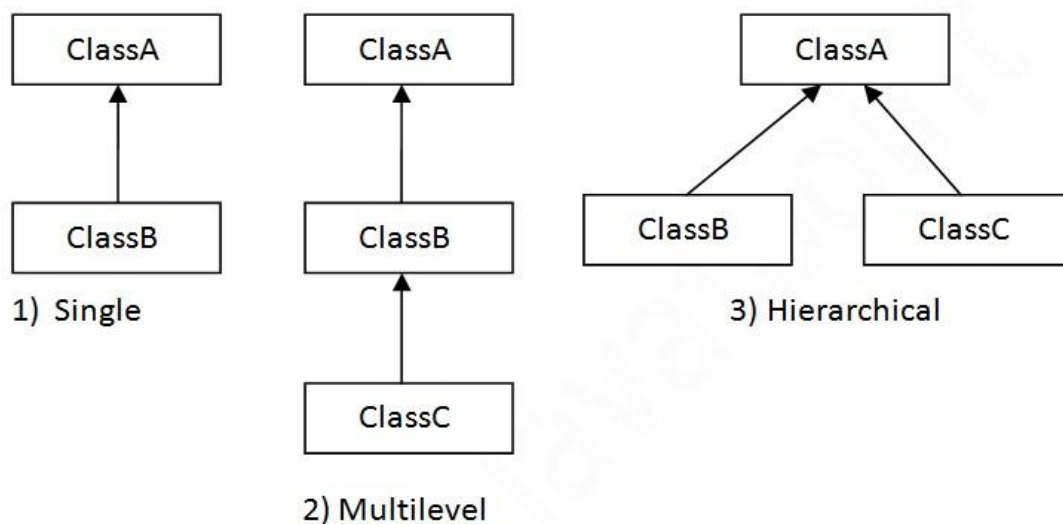 ClassA
ClassB
1) Single
ClassA
ClassB
ClassC
2) Multilevel
ClassA
ClassB
ClassC
3) Hierarchical